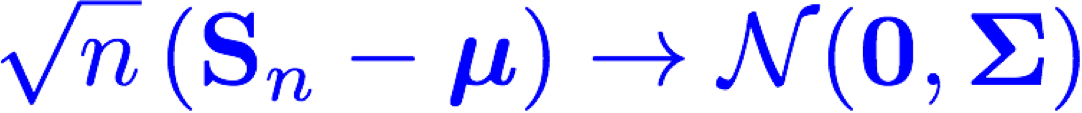 √n (Sₙ − μ) → 𝒩(0, Σ)